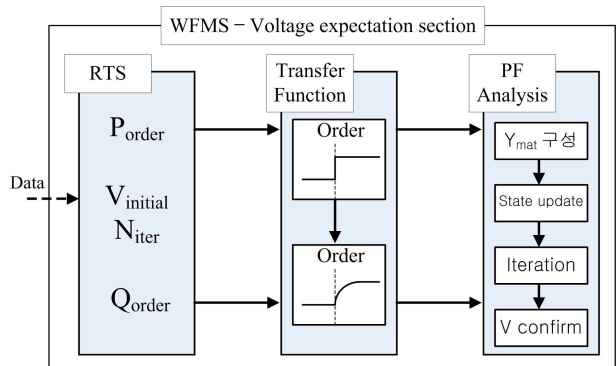 WFMS – Voltage expectation section
RTS
Transfer
Function
PF
Analysis
Data
P_order
V_initial
N_iter
Q_order
Order
Order
Y_mat 구성
State update
Iteration
V confirm